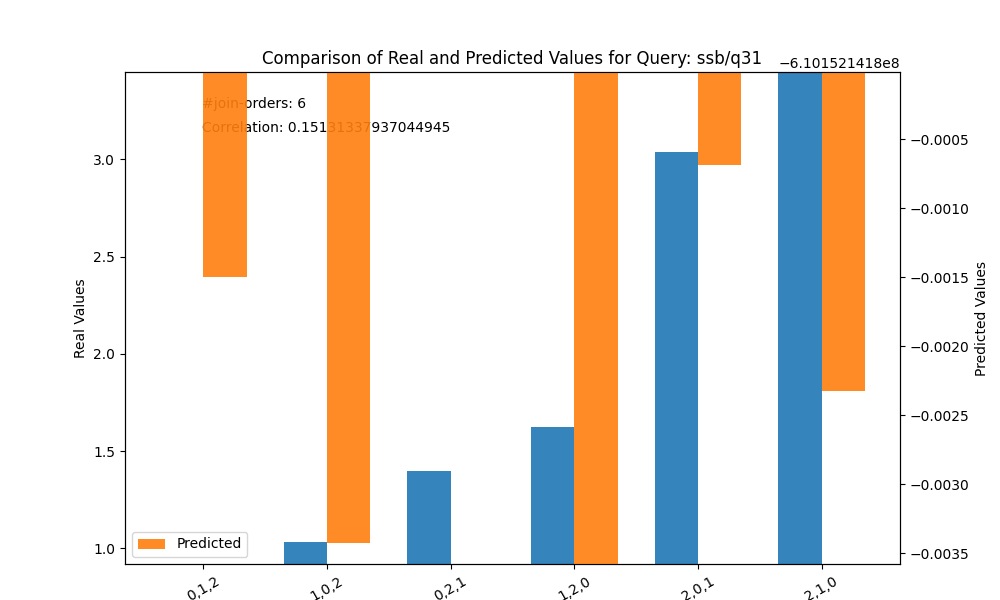 Comparison of Real and Predicted Values for Query: ssb/q31
−6.101521418e8
#join-orders: 6
Correlation: 0.15131337937044945
3.0
2.5
2.0
1.5
1.0
Real Values
−0.0005
−0.0010
−0.0015
−0.0020
−0.0025
−0.0030
−0.0035
Predicted Values
Predicted
0,1,2
1,0,2
0,2,1
1,2,0
2,0,1
2,1,0